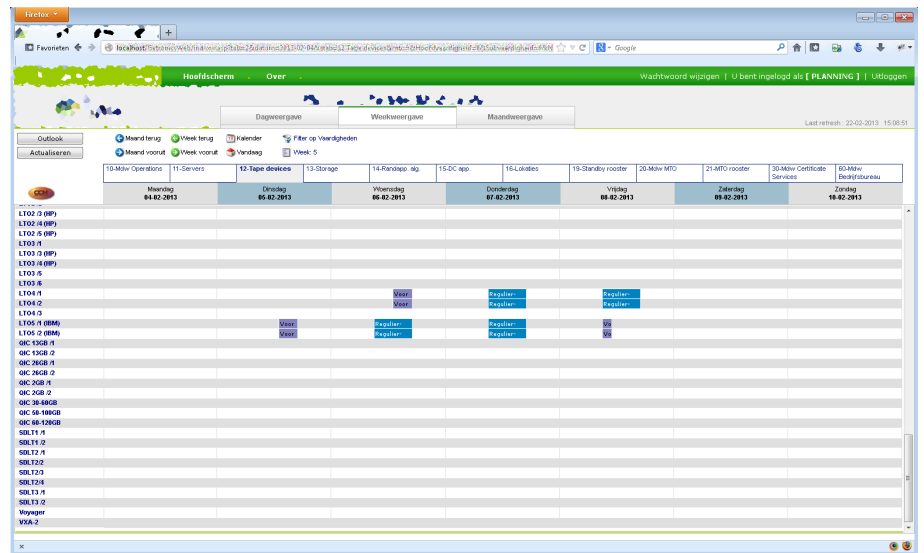 Firefox
Favorieten
localhost
Google
Hoofdscherm . Over .
Wachtwoord wijzigen | U bent ingelogd als [ PLANNING ] | Uitloggen
Dagweergave Weekweergave Maandweergave
Last refresh : 22-02-2013 15:08:51
Outlook Maand terug Week terug Kalender Filter op Vaardigheden
Actualiseren Maand vooruit Week vooruit Vandaag Week: 5
10-Mdw Operations 11-Servers 12-Tape devices 13-Storage 14-Randapp. alg. 15-DC app. 16-Lokaties 19-Standby rooster 20-Mdw MTO 21-MTO rooster 30-Mdw Certificate Services 60-Mdw Bedrijfsbureau
Maandag Dinsdag Woensdag Donderdag Vrijdag Zaterdag Zondag
04-02-2013 05-02-2013 06-02-2013 07-02-2013 08-02-2013 09-02-2013 10-02-2013
LTO2 /3 (HP)
LTO2 /4 (HP)
LTO2 /5 (HP)
LTO3 /1
LTO3 /3 (HP)
LTO3 /4 (HP)
LTO3 /5
LTO3 /6
LTO4 /1 Voor Regulier- Regulier-
LTO4 /2 Voor Regulier- Regulier-
LTO4 /3
LTO5 /1 (IBM) Voor Regulier- Regulier- Vo
LTO5 /2 (IBM) Voor Regulier- Regulier- Vo
QIC 13GB /1
QIC 13GB /2
QIC 26GB /1
QIC 26GB /2
QIC 2GB /1
QIC 2GB /2
QIC 30-60GB
QIC 50-100GB
QIC 60-120GB
SDLT1 /1
SDLT1 /2
SDLT2 /1
SDLT2/2
SDLT2/3
SDLT2/4
SDLT3 /1
SDLT3 /2
Voyager
VXA-2